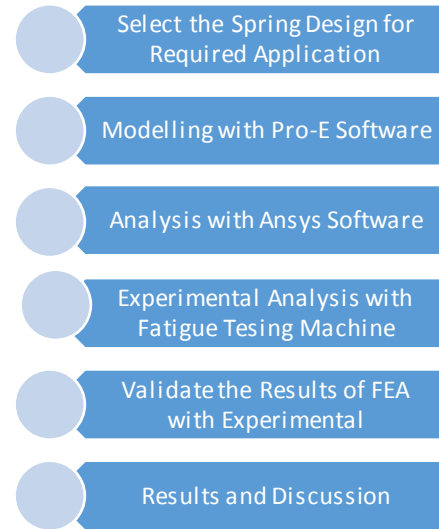 Select the Spring Design for
Required Application
Modelling with Pro-E Software
Analysis with Ansys Software
Experimental Analysis with
Fatigue Tesing Machine
Validate the Results of FEA
with Experimental
Results and Discussion